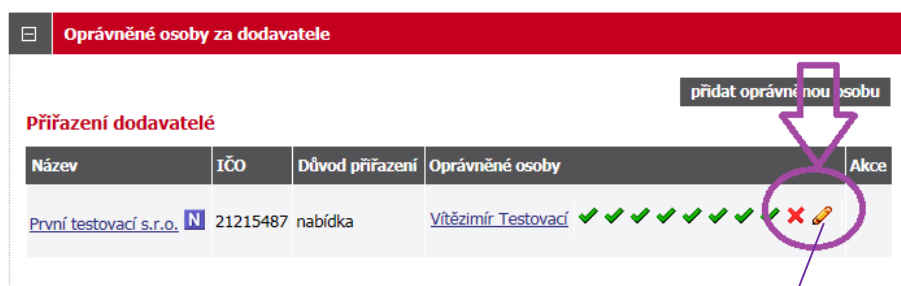 Oprávněné osoby za dodavatele
přidat oprávněnou osobu
Přiřazení dodavatelé
Název IČO Důvod přiřazení Oprávněné osoby Akce
První testovací s.r.o. N 21215487 nabídka Vítězimír Testovací